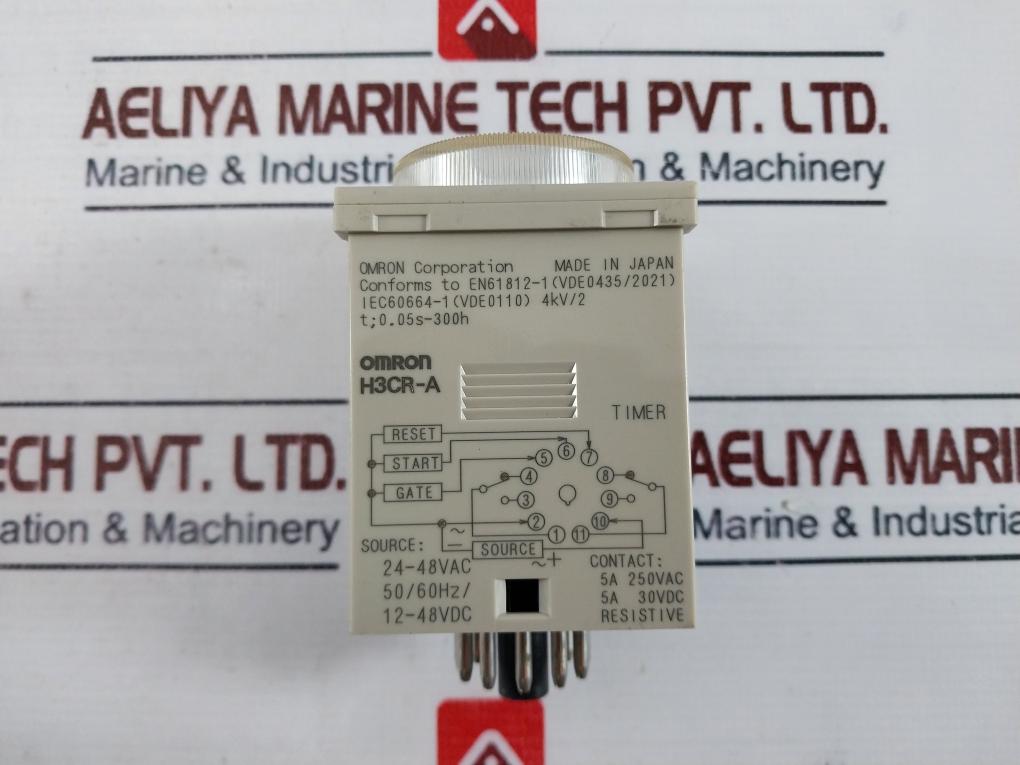 AELIYA MARINE TECH PVT. LTD.
Marine & Industri n & Machinery
OMRON Corporation MADE IN JAPAN
Conforms to EN61812-1(VDE0435/2021)
IEC60664-1(VDE0110) 4kV/2
t;0.05s-300h
OMRON
H3CR-A
TIMER
RESET
START
GATE
5 6 7
4 8
3 9
2 10
1 11
~
−
SOURCE
~+
SOURCE:
24-48VAC
50/60Hz/
12-48VDC
CONTACT:
5A 250VAC
5A 30VDC
RESISTIVE
CH PVT. LTD.
ation & Machinery
AELIYA MAR
Marine & Industria